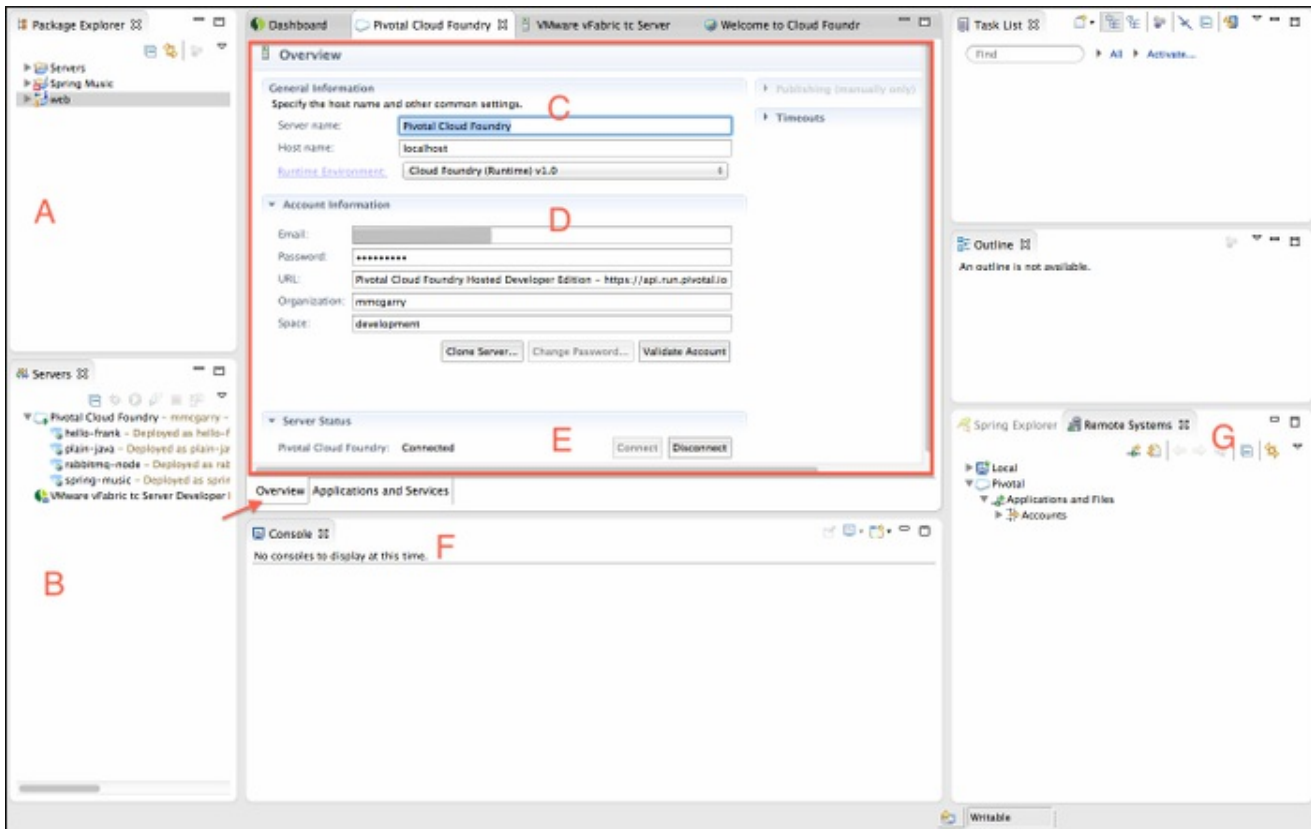 Package Explorer
Servers
Spring Music
web
A
Servers
Pivotal Cloud Foundry - mmcgarry -
hello-frank - Deployed as hello-f
plain-java - Deployed as plain-ja
rabbitmq-node - Deployed as rab
spring-music - Deployed as sprin
VMware vFabric tc Server Developer
B
Dashboard Pivotal Cloud Foundry VMware vFabric tc Server Welcome to Cloud Foundr
Overview
General Information
Specify the host name and other common settings.
C
Server name: Pivotal Cloud Foundry
Host name: localhost
Runtime Environment: Cloud Foundry (Runtime) v1.0
Publishing (manually only)
Timeouts
Account Information
D
Email:
Password: •••••••••
URL: Pivotal Cloud Foundry Hosted Developer Edition - https://api.run.pivotal.io
Organization: mmcgarry
Space: development
Clone Server... Change Password... Validate Account
Server Status
E
Pivotal Cloud Foundry: Connected Connect Disconnect
Overview Applications and Services
Console
F
No consoles to display at this time.
Task List
Find All Activate...
Outline
An outline is not available.
Spring Explorer Remote Systems
G
Local
Pivotal
Applications and Files
Accounts
Writable